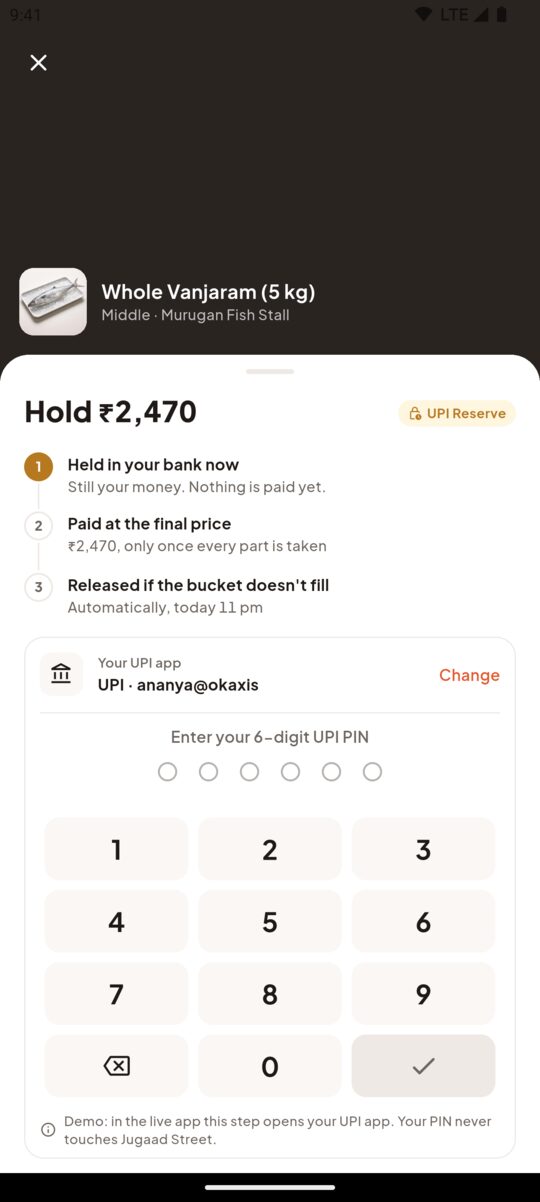 9:41
LTE
Whole Vanjaram (5 kg)
Middle · Murugan Fish Stall
Hold ₹2,470
UPI Reserve
1
Held in your bank now
Still your money. Nothing is paid yet.
2
Paid at the final price
₹2,470, only once every part is taken
3
Released if the bucket doesn't fill
Automatically, today 11 pm
Your UPI app
UPI · ananya@okaxis
Change
Enter your 6-digit UPI PIN
1 2 3
4 5 6
7 8 9
0
Demo: in the live app this step opens your UPI app. Your PIN never
touches Jugaad Street.